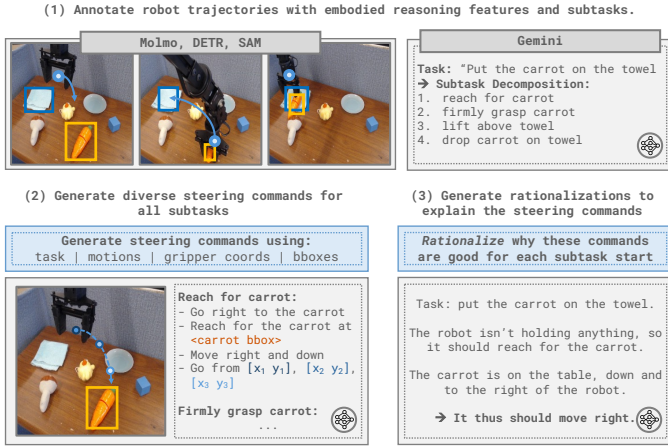 (1) Annotate robot trajectories with embodied reasoning features and subtasks.
Molmo, DETR, SAM
Gemini
Task: “Put the carrot on the towel
→ Subtask Decomposition:
1. reach for carrot
2. firmly grasp carrot
3. lift above towel
4. drop carrot on towel
(2) Generate diverse steering commands for
all subtasks
Generate steering commands using:
task | motions | gripper coords | bboxes
Reach for carrot:
- Go right to the carrot
- Reach for the carrot at
<carrot bbox>
- Move right and down
- Go from [x₁ y₁], [x₂ y₂],
[x₃ y₃]
Firmly grasp carrot:
...
(3) Generate rationalizations to
explain the steering commands
Rationalize why these commands
are good for each subtask start
Task: put the carrot on the towel.
The robot isn’t holding anything, so
it should reach for the carrot.
The carrot is on the table, down and
to the right of the robot.
→ It thus should move right.